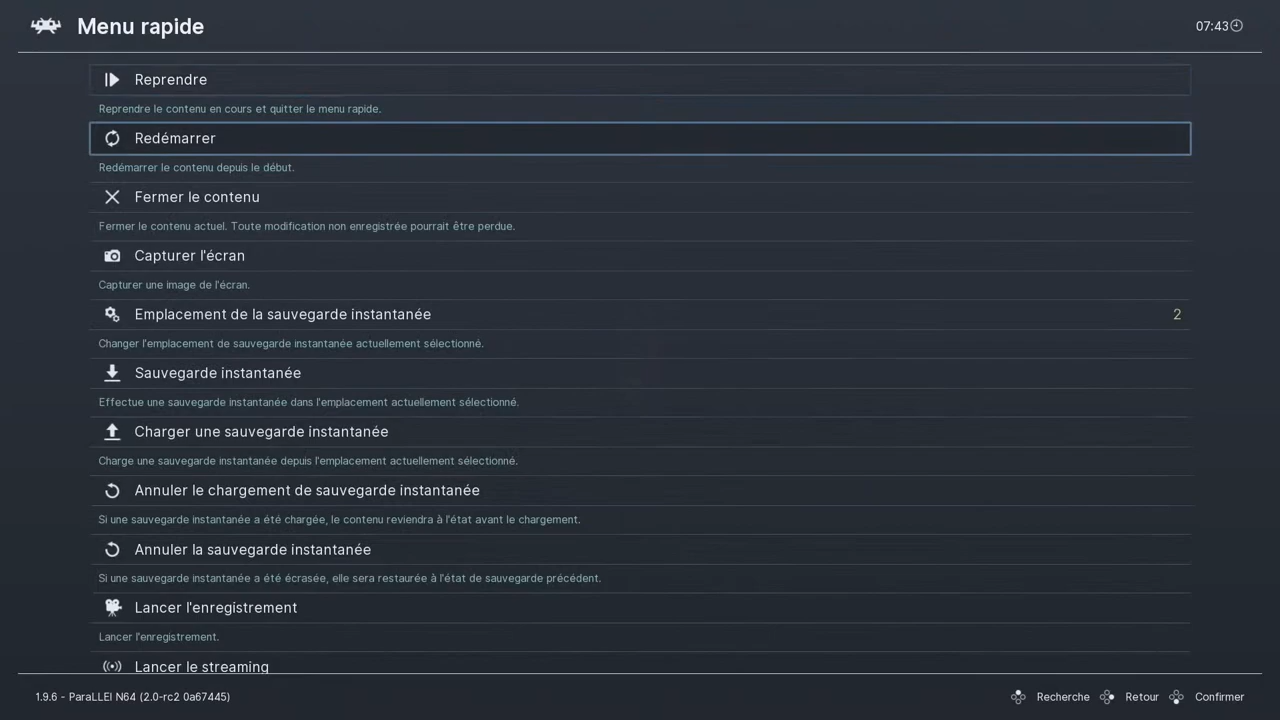 Menu rapide
07:43
Reprendre
Reprendre le contenu en cours et quitter le menu rapide.
Redémarrer
Redémarrer le contenu depuis le début.
Fermer le contenu
Fermer le contenu actuel. Toute modification non enregistrée pourrait être perdue.
Capturer l'écran
Capturer une image de l'écran.
Emplacement de la sauvegarde instantanée 2
Changer l'emplacement de sauvegarde instantanée actuellement sélectionné.
Sauvegarde instantanée
Effectue une sauvegarde instantanée dans l'emplacement actuellement sélectionné.
Charger une sauvegarde instantanée
Charge une sauvegarde instantanée depuis l'emplacement actuellement sélectionné.
Annuler le chargement de sauvegarde instantanée
Si une sauvegarde instantanée a été chargée, le contenu reviendra à l'état avant le chargement.
Annuler la sauvegarde instantanée
Si une sauvegarde instantanée a été écrasée, elle sera restaurée à l'état de sauvegarde précédent.
Lancer l'enregistrement
Lancer l'enregistrement.
Lancer le streaming
1.9.6 - ParaLLEl N64 (2.0-rc2 0a67445)
Recherche Retour Confirmer